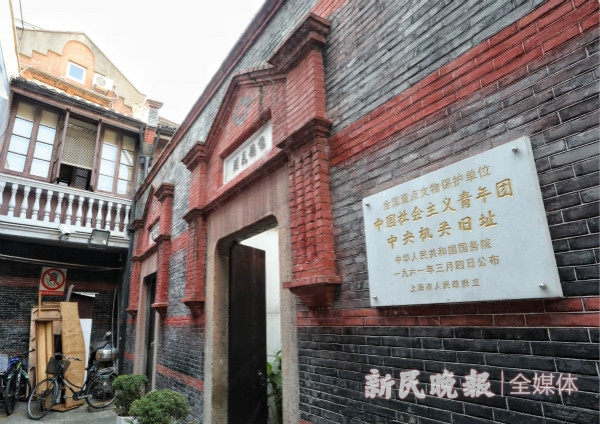 全国重点文物保护单位
中国社会主义青年团
中央机关旧址
中华人民共和国国务院
一九六一年三月四日公布
上海市人民政府立
新民晚报|全媒体